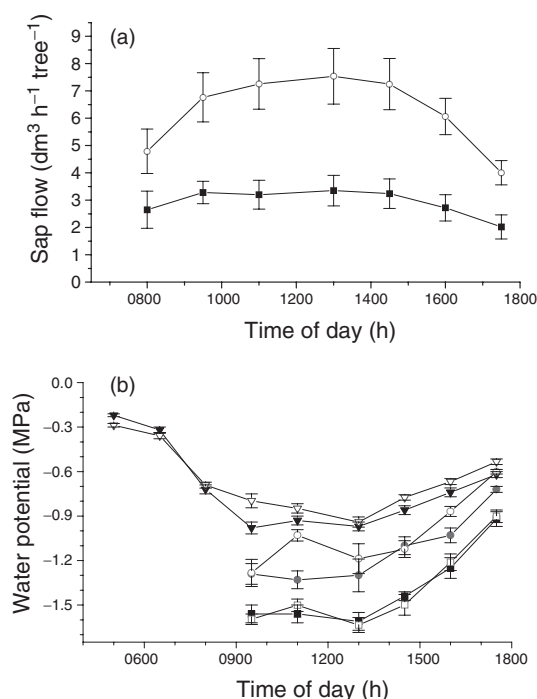 (a)
Sap flow (dm³ h⁻¹ tree⁻¹)
9
8
7
6
5
4
3
2
1
0
0800 1000 1200 1400 1600 1800
Time of day (h)
(b)
Water potential (MPa)
0.0
−0.3
−0.6
−0.9
−1.2
−1.5
0600 0900 1200 1500 1800
Time of day (h)